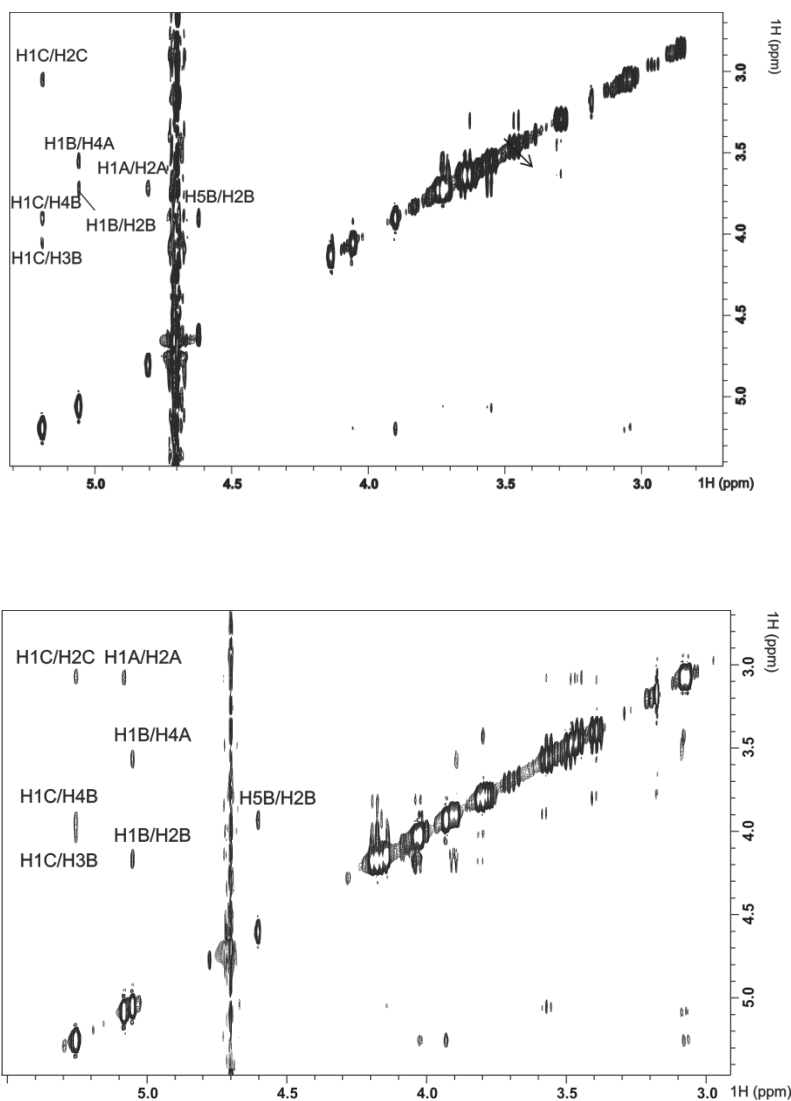 H1C/H2C
H1B/H4A
H1A/H2A
H1C/H4B
H5B/H2B
H1B/H2B
H1C/H3B
3.0
3.5
4.0
4.5
5.0
1H (ppm)
5.0
4.5
4.0
3.5
3.0
1H (ppm)
H1C/H2C
H1A/H2A
H1B/H4A
H1C/H4B
H5B/H2B
H1C/H3B
H1B/H2B
3.0
3.5
4.0
4.5
5.0
1H (ppm)
5.0
4.5
4.0
3.5
3.0
1H (ppm)